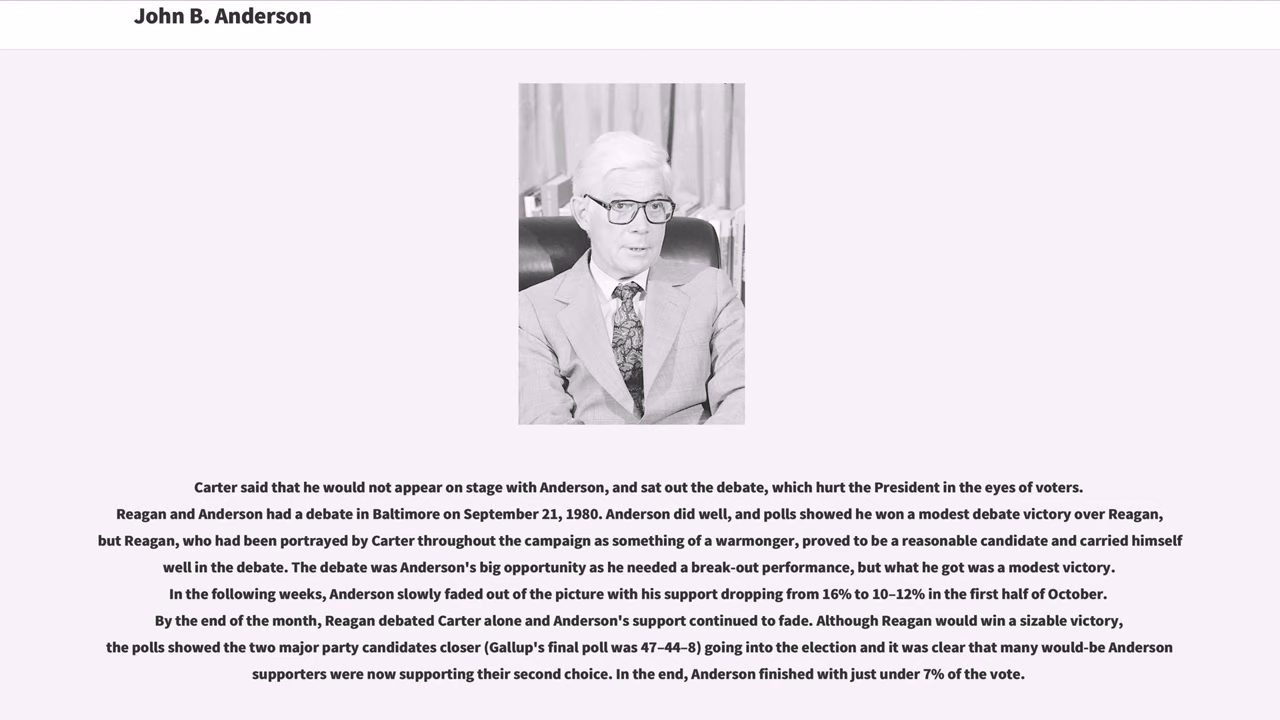 John B. Anderson
Carter said that he would not appear on stage with Anderson, and sat out the debate, which hurt the President in the eyes of voters.
Reagan and Anderson had a debate in Baltimore on September 21, 1980. Anderson did well, and polls showed he won a modest debate victory over Reagan,
but Reagan, who had been portrayed by Carter throughout the campaign as something of a warmonger, proved to be a reasonable candidate and carried himself
well in the debate. The debate was Anderson's big opportunity as he needed a break-out performance, but what he got was a modest victory.
In the following weeks, Anderson slowly faded out of the picture with his support dropping from 16% to 10–12% in the first half of October.
By the end of the month, Reagan debated Carter alone and Anderson's support continued to fade. Although Reagan would win a sizable victory,
the polls showed the two major party candidates closer (Gallup's final poll was 47–44–8) going into the election and it was clear that many would-be Anderson
supporters were now supporting their second choice. In the end, Anderson finished with just under 7% of the vote.